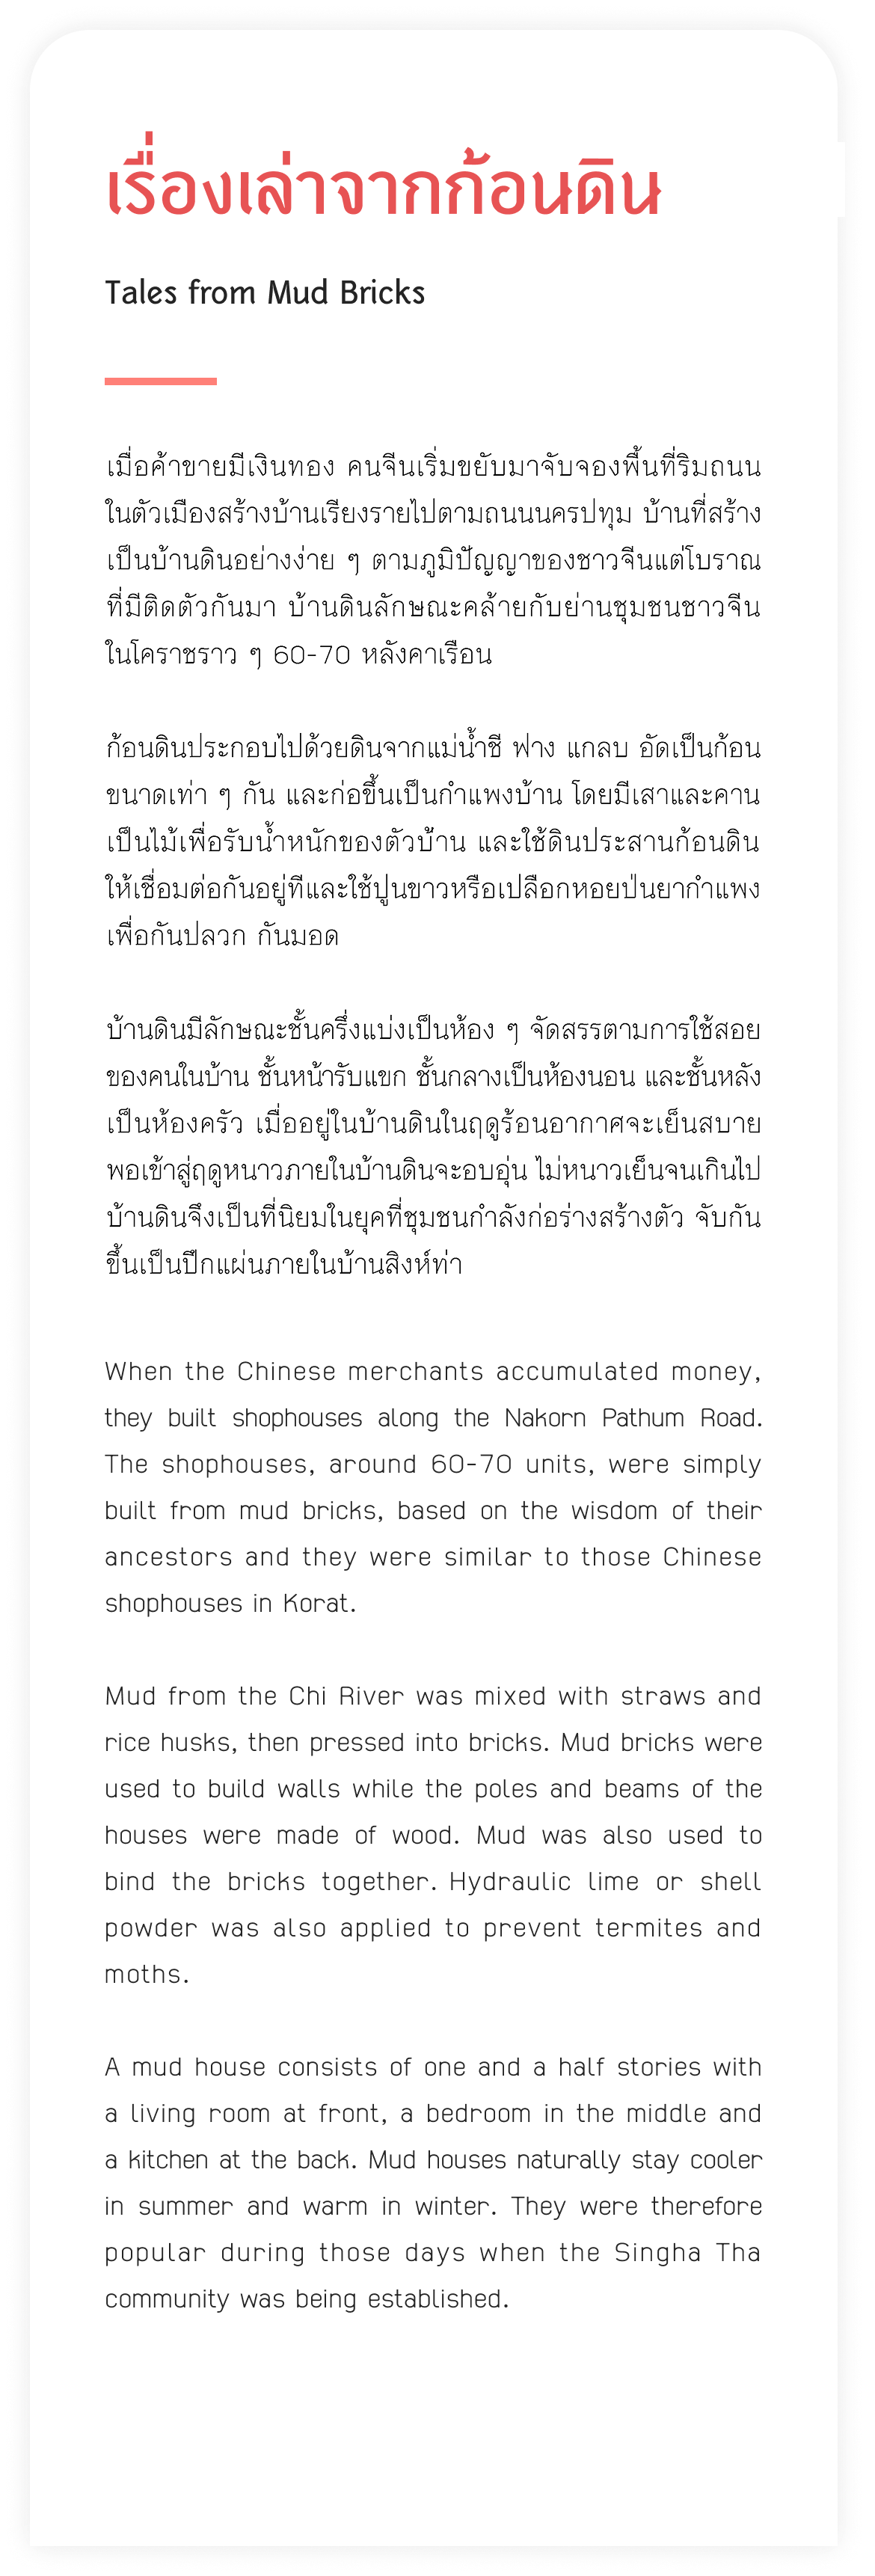 เรื่องเล่าจากก้อนดิน
Tales from Mud Bricks
เมื่อค้าขายมีเงินทอง คนจีนเริ่มขยับมาจับจองพื้นที่ริมถนน
ในตัวเมืองสร้างบ้านเรียงรายไปตามถนนนครปทุม บ้านที่สร้าง
เป็นบ้านดินอย่างง่าย ๆ ตามภูมิปัญญาของชาวจีนแต่โบราณ
ที่มีติดตัวกันมา บ้านดินลักษณะคล้ายกับย่านชุมชนชาวจีน
ในโคราชราว ๆ 60-70 หลังคาเรือน
ก้อนดินประกอบไปด้วยดินจากแม่น้ำชี ฟาง แกลบ อัดเป็นก้อน
ขนาดเท่า ๆ กัน และก่อขึ้นเป็นกำแพงบ้าน โดยมีเสาและคาน
เป็นไม้เพื่อรับน้ำหนักของตัวบ้าน และใช้ดินประสานก้อนดิน
ให้เชื่อมต่อกันอยู่ทีและใช้ปูนขาวหรือเปลือกหอยป่นยากำแพง
เพื่อกันปลวก กันมอด
บ้านดินมีลักษณะชั้นครึ่งแบ่งเป็นห้อง ๆ จัดสรรตามการใช้สอย
ของคนในบ้าน ชั้นหน้ารับแขก ชั้นกลางเป็นห้องนอน และชั้นหลัง
เป็นห้องครัว เมื่ออยู่ในบ้านดินในฤดูร้อนอากาศจะเย็นสบาย
พอเข้าสู่ฤดูหนาวภายในบ้านดินจะอบอุ่น ไม่หนาวเย็นจนเกินไป
บ้านดินจึงเป็นที่นิยมในยุคที่ชุมชนกำลังก่อร่างสร้างตัว จับกัน
ขึ้นเป็นปึกแผ่นภายในบ้านสิงห์ท่า
When the Chinese merchants accumulated money,
they built shophouses along the Nakorn Pathum Road.
The shophouses, around 60-70 units, were simply
built from mud bricks, based on the wisdom of their
ancestors and they were similar to those Chinese
shophouses in Korat.
Mud from the Chi River was mixed with straws and
rice husks, then pressed into bricks. Mud bricks were
used to build walls while the poles and beams of the
houses were made of wood. Mud was also used to
bind the bricks together. Hydraulic lime or shell
powder was also applied to prevent termites and
moths.
A mud house consists of one and a half stories with
a living room at front, a bedroom in the middle and
a kitchen at the back. Mud houses naturally stay cooler
in summer and warm in winter. They were therefore
popular during those days when the Singha Tha
community was being established.